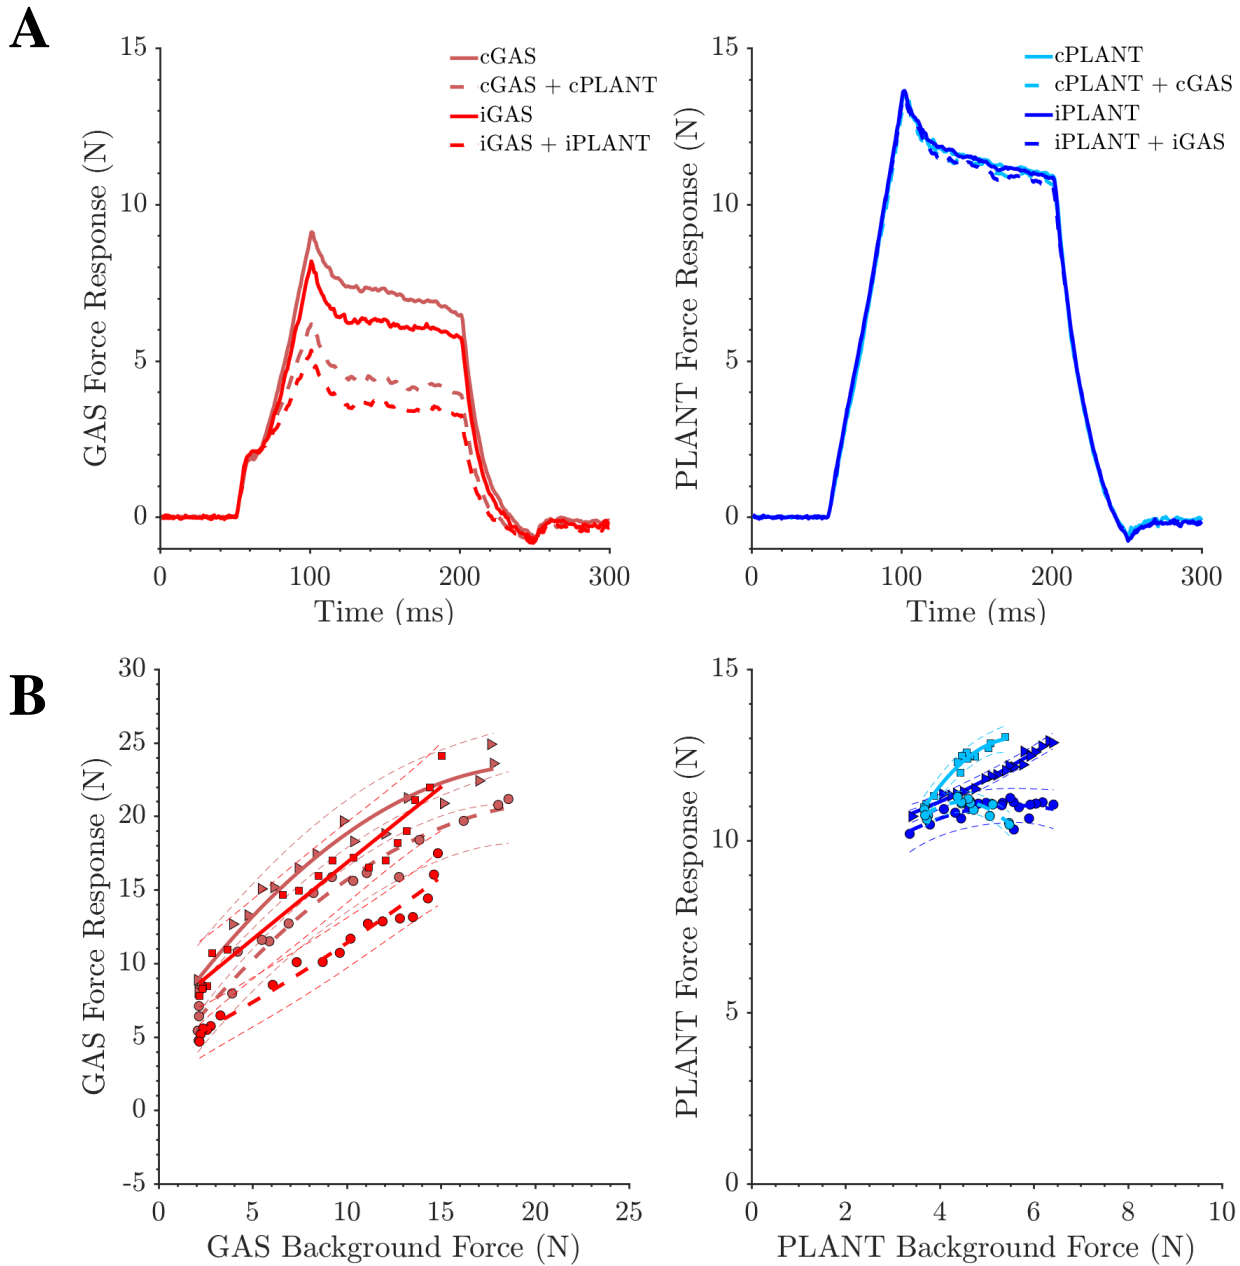 A
15
10
5
0
GAS Force Response (N)
cGAS
cGAS + cPLANT
iGAS
iGAS + iPLANT
0
100
200
300
Time (ms)
15
10
5
0
PLANT Force Response (N)
cPLANT
cPLANT + cGAS
iPLANT
iPLANT + iGAS
0
100
200
300
Time (ms)
B
30
25
20
15
10
5
0
-5
GAS Force Response (N)
0
5
10
15
20
25
GAS Background Force (N)
15
10
5
0
PLANT Force Response (N)
0
2
4
6
8
10
PLANT Background Force (N)